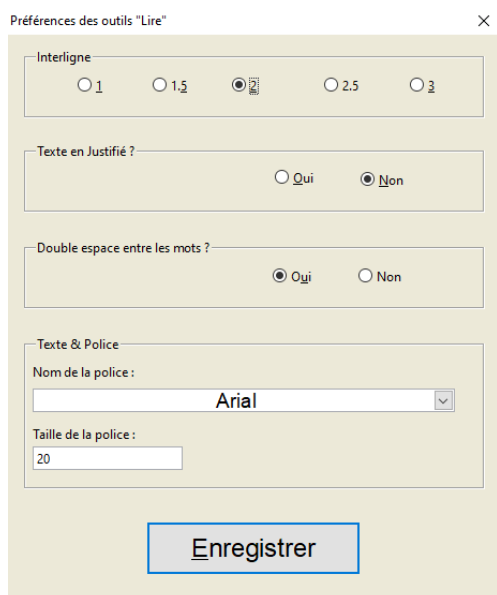 Préférences des outils "Lire"
Interligne
1 1.5 2 2.5 3
Texte en Justifié ?
Oui Non
Double espace entre les mots ?
Oui Non
Texte & Police
Nom de la police :
Arial
Taille de la police :
20
Enregistrer